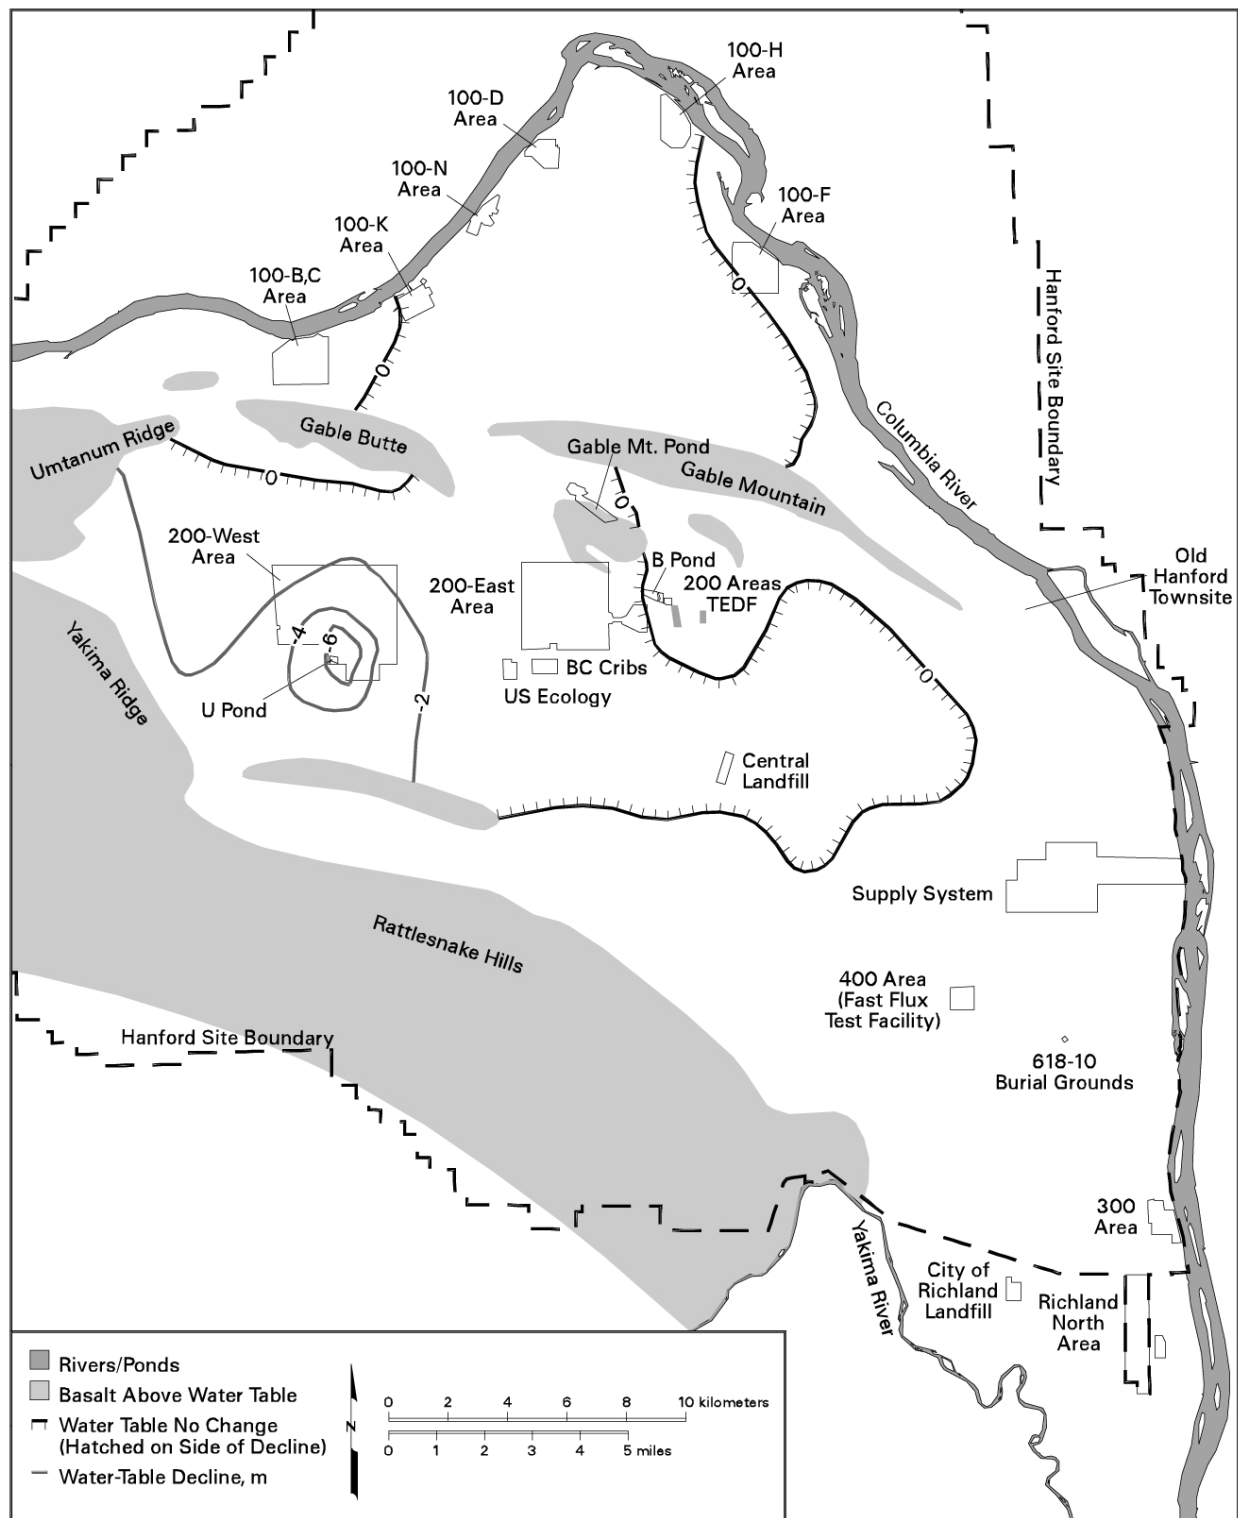 100-H
Area
100-D
Area
100-N
Area
100-F
Area
100-K
Area
100-B,C
Area
0
0
Hanford Site Boundary
Columbia River
Gable Butte
Umtanum Ridge
Gable Mt. Pond
Gable Mountain
0
0
200-West
Area
B Pond
200-East
Area
200 Areas
TEDF
Old
Hanford
Townsite
-4
-6
Yakima Ridge
BC Cribs
US Ecology
U Pond
-2
0
Central
Landfill
Supply System
Rattlesnake Hills
400 Area
(Fast Flux
Test Facility)
Hanford Site Boundary
618-10
Burial Grounds
300
Area
Yakima River
City of
Richland
Landfill
Richland
North
Area
Rivers/Ponds
Basalt Above Water Table
Water Table No Change
(Hatched on Side of Decline)
Water-Table Decline, m
N
0 2 4 6 8 10 kilometers
0 1 2 3 4 5 miles